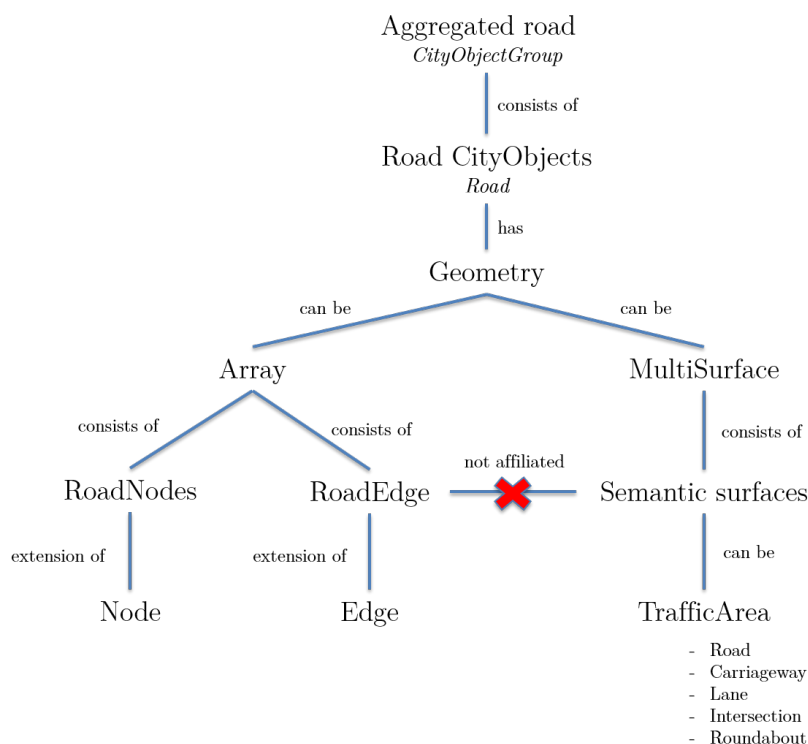 Aggregated road
CityObjectGroup
consists of
Road CityObjects
Road
has
Geometry
can be
can be
Array
MultiSurface
consists of
consists of
consists of
not affiliated
RoadNodes
RoadEdge
Semantic surfaces
extension of
extension of
can be
Node
Edge
TrafficArea
- Road
- Carriageway
- Lane
- Intersection
- Roundabout